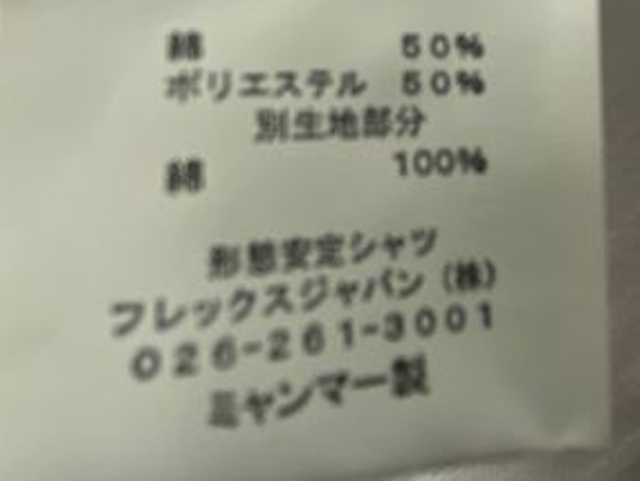 綿 50%
ポリエステル 50%
別生地部分
綿 100%
形態安定シャツ
フレックスジャパン（株）
026-261-3001
ミャンマー製